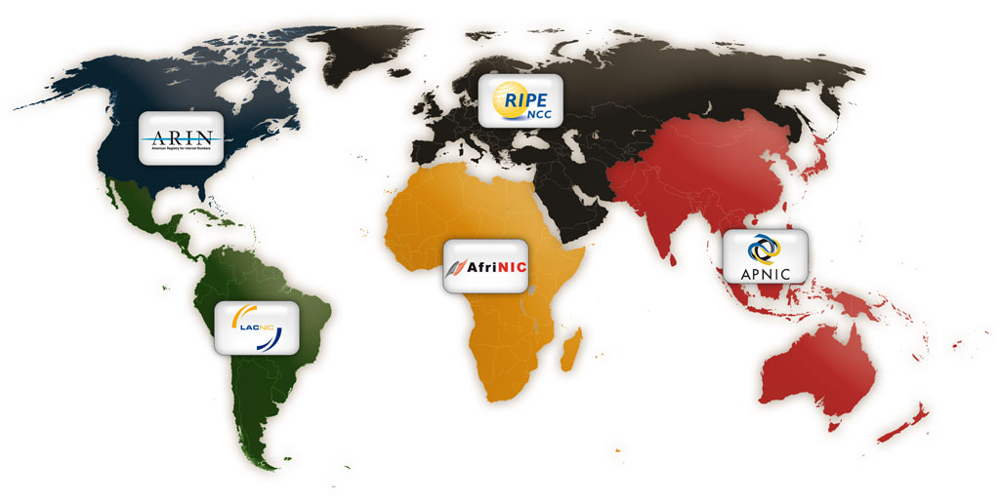 RIPE
NCC
ARIN
American Registry for Internet Numbers
AfriNIC
APNIC
LACNIC